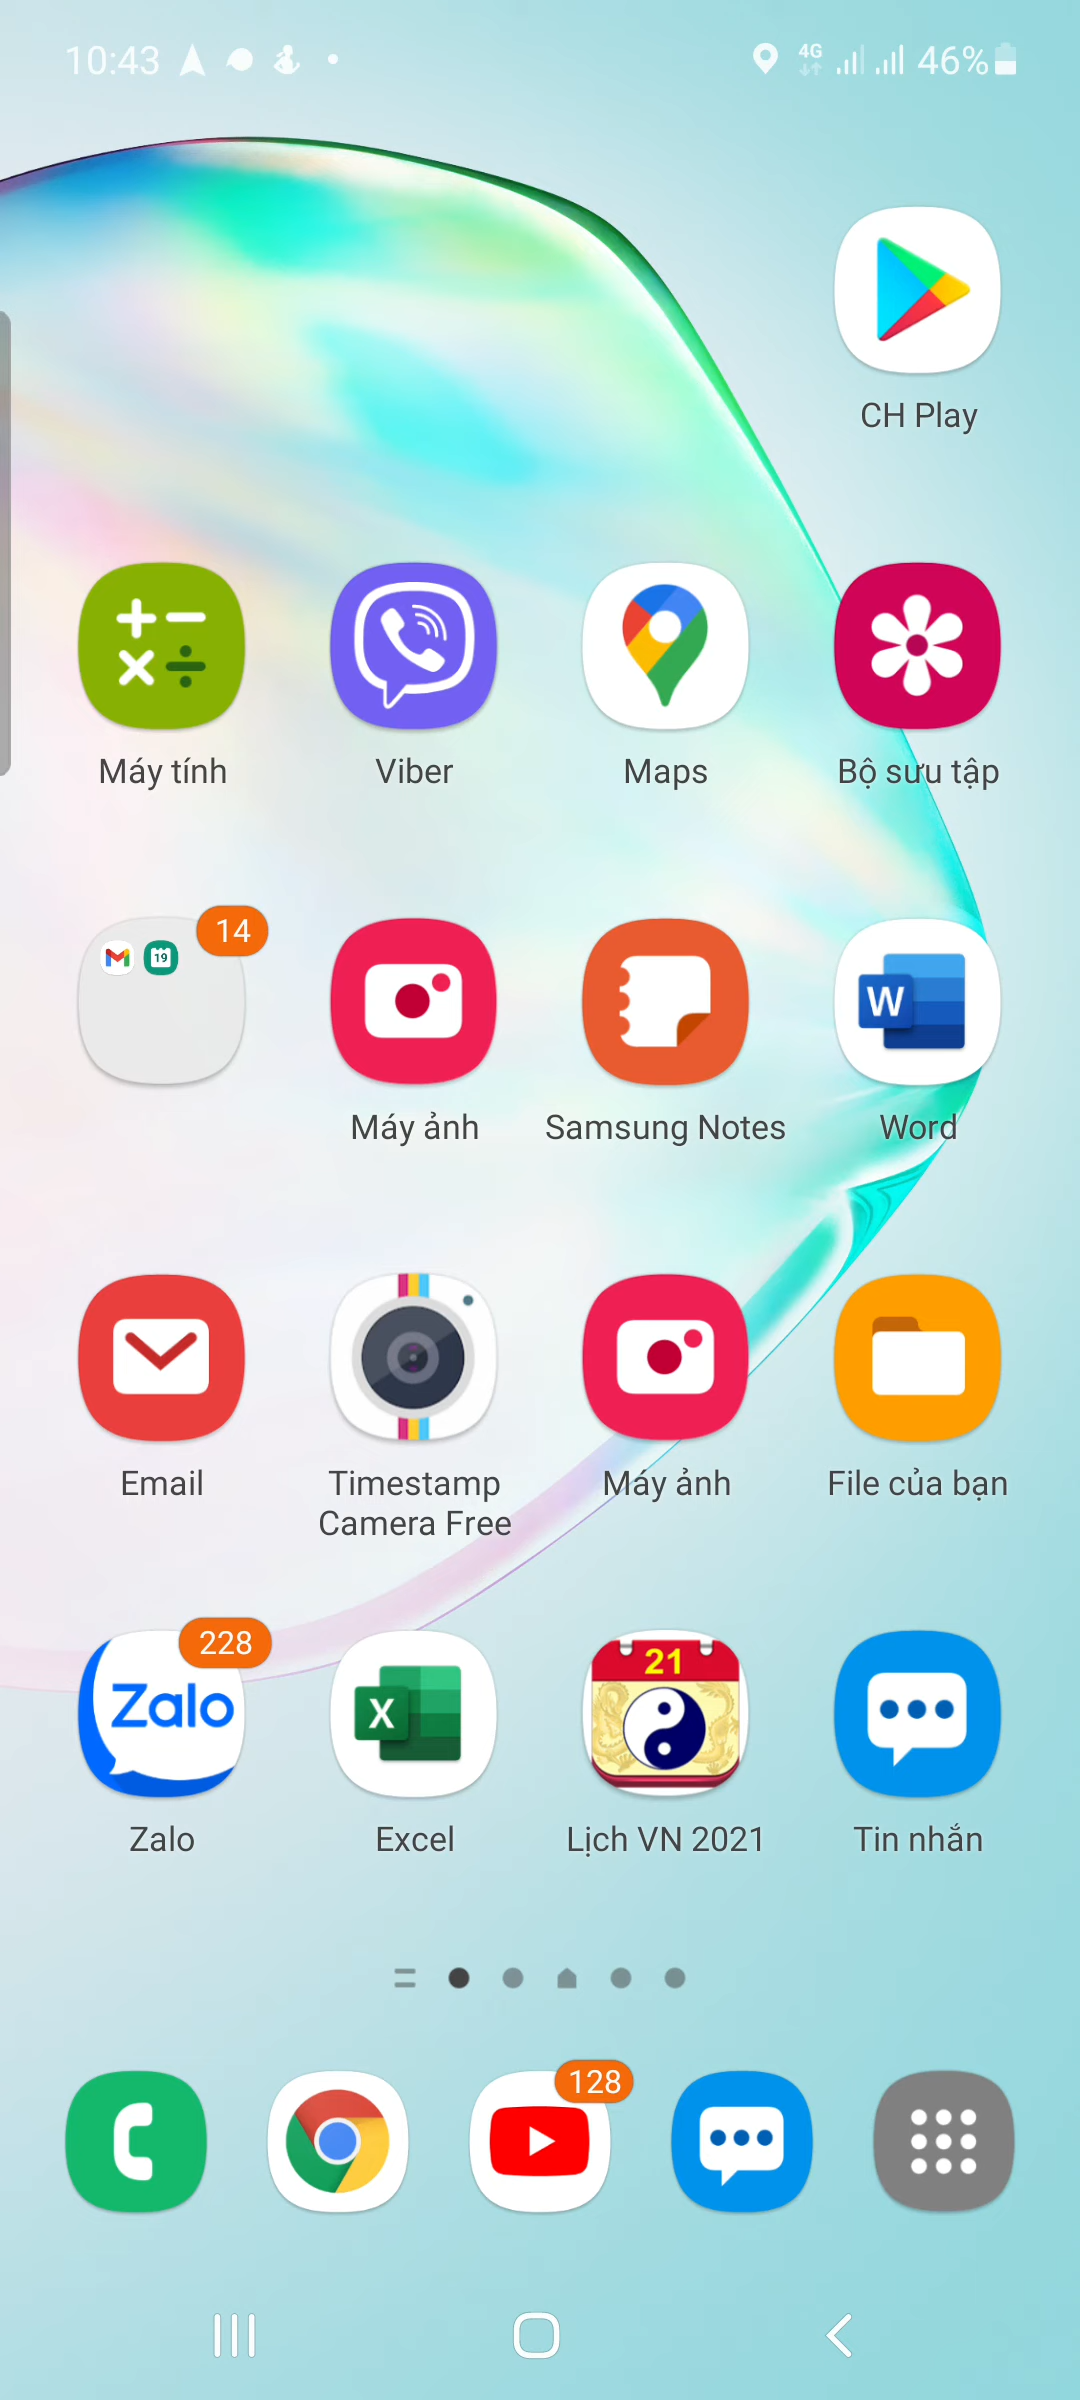 10:43
4G
46%
CH Play
Máy tính
Viber
Maps
Bộ sưu tập
14
19
W
Máy ảnh
Samsung Notes
Word
Email
Timestamp
Camera Free
Máy ảnh
File của bạn
228
Zalo
X
21
Zalo
Excel
Lịch VN 2021
Tin nhắn
128